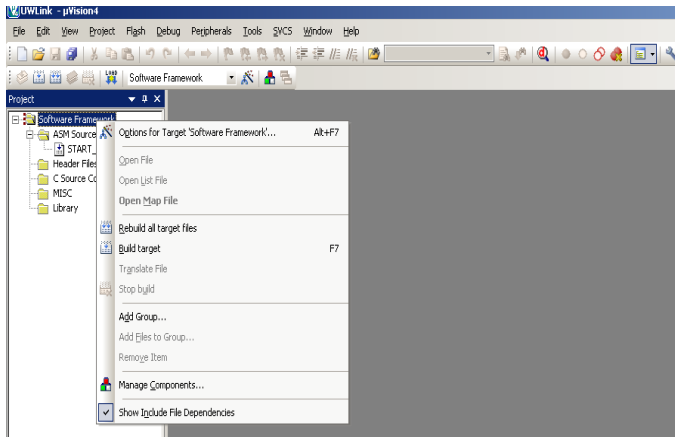 UWLink - µVision4
File Edit View Project Flash Debug Peripherals Tools SVCS Window Help
LOAD Software Framework
Project
Software Framework
ASM Source
START_
Header Files
C Source Co
MISC
Library
Options for Target 'Software Framework'... Alt+F7
Open File
Open List File
Open Map File
Rebuild all target files
Build target F7
Translate File
Stop build
Add Group...
Add Files to Group...
Remove Item
Manage Components...
Show Include File Dependencies